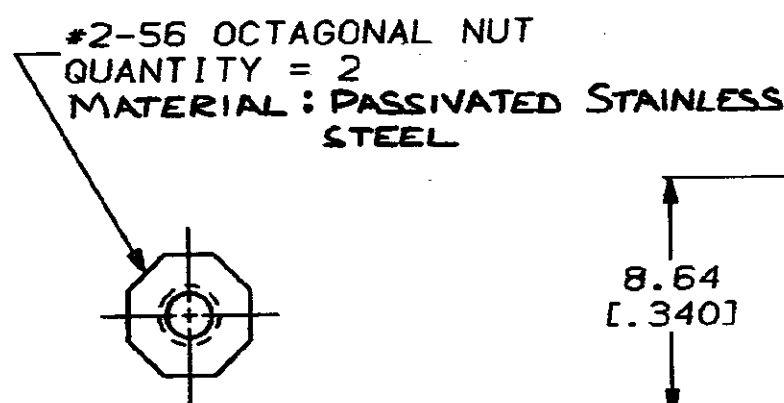 #2-56 OCTAGONAL NUT
QUANTITY = 2
MATERIAL : PASSIVATED STAINLESS
STEEL
8.64
[.340]